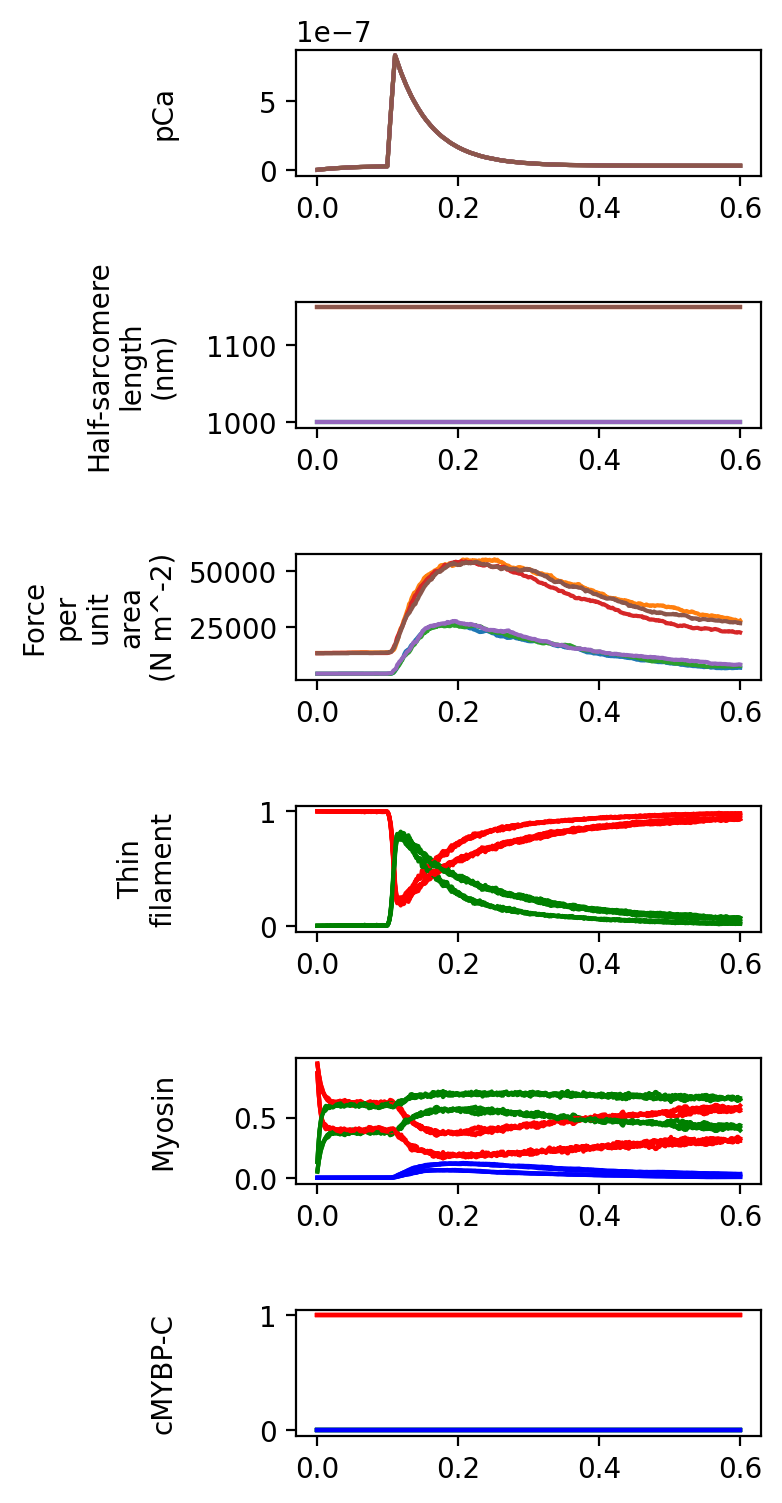 1e−7
pCa
5
0
0.0 0.2 0.4 0.6
Half-sarcomere
length
(nm)
1100
1000
0.0 0.2 0.4 0.6
Force
per
unit
area
(N m^-2)
50000
25000
0.0 0.2 0.4 0.6
Thin
filament
1
0
0.0 0.2 0.4 0.6
Myosin
0.5
0.0
0.0 0.2 0.4 0.6
cMYBP-C
1
0
0.0 0.2 0.4 0.6